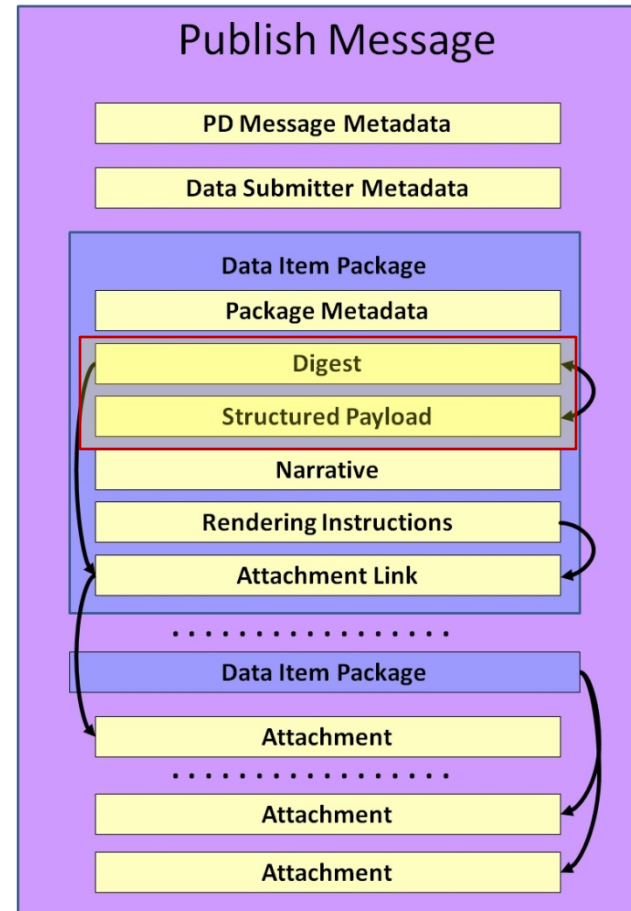 Publish Message
PD Message Metadata
Data Submitter Metadata
Data Item Package
Package Metadata
Digest
Structured Payload
Narrative
Rendering Instructions
Attachment Link
. . . . . . . . . . . . . . . . . .
Data Item Package
Attachment
. . . . . . . . . . . . . . . . . .
Attachment
Attachment